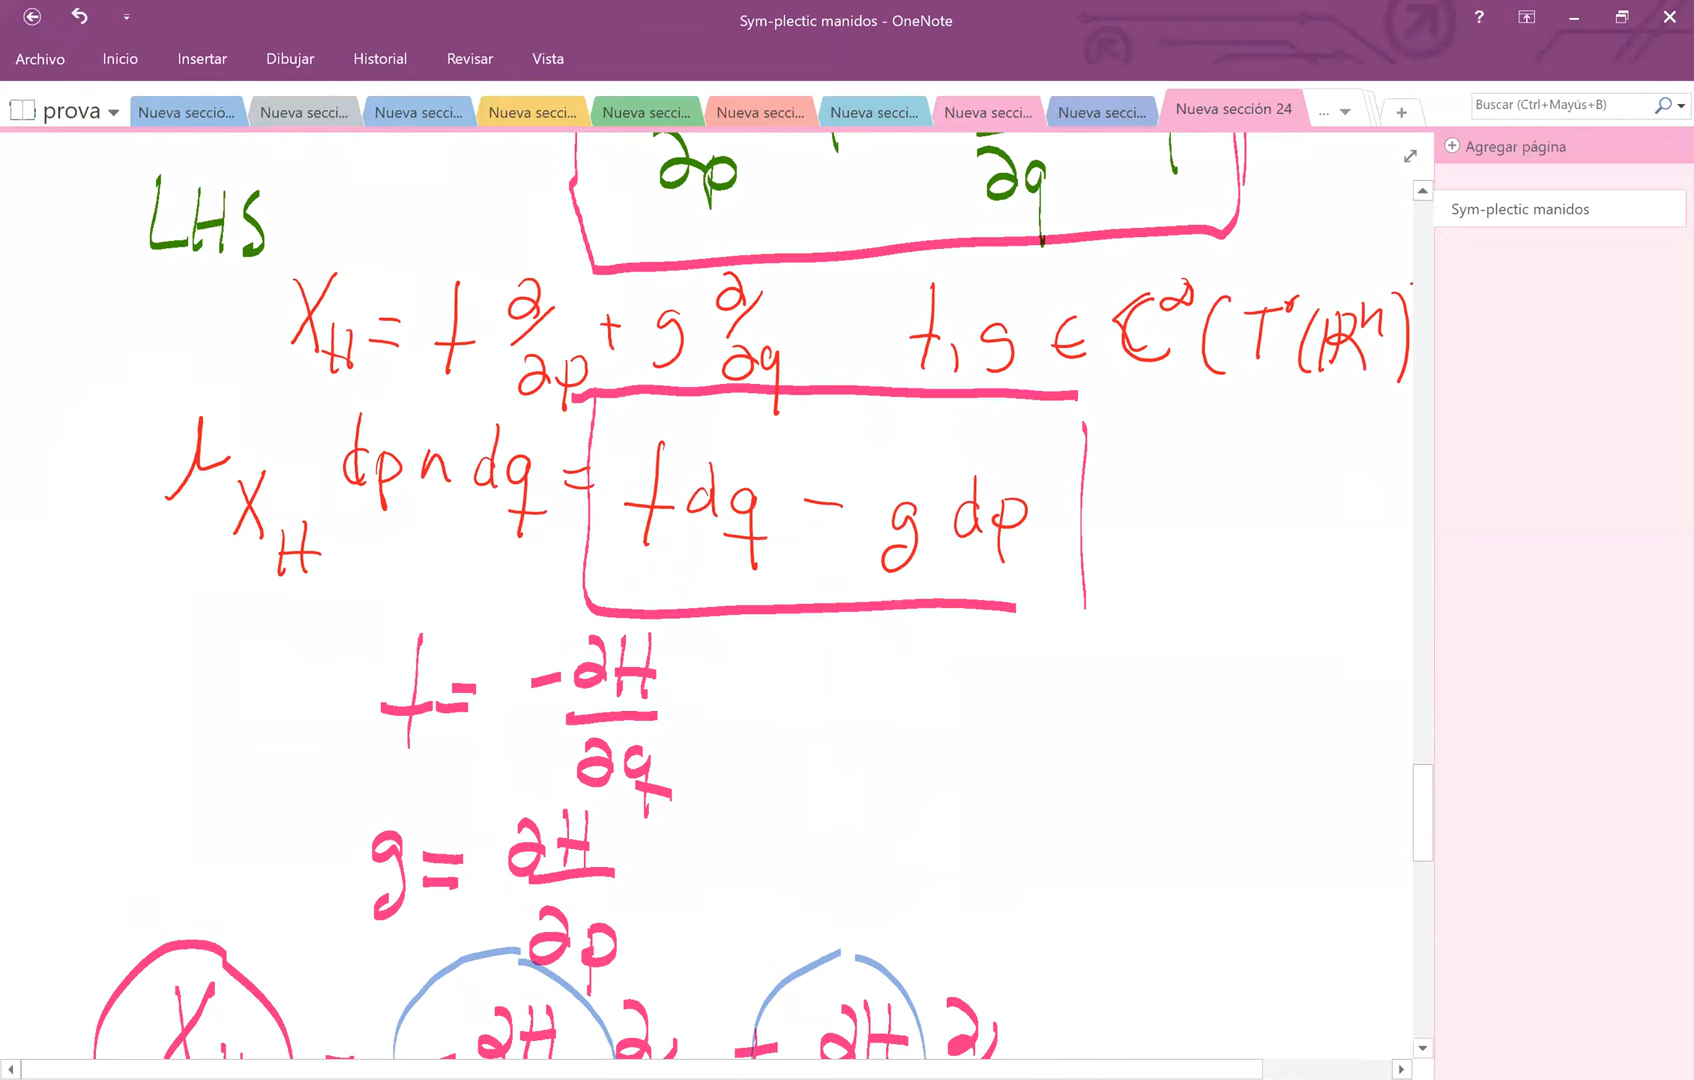 Sym-plectic manidos - OneNote
?
Archivo Inicio Insertar Dibujar Historial Revisar Vista
prova Nueva secció... Nueva secci... Nueva secci... Nueva secci... Nueva secci... Nueva secci... Nueva secci... Nueva secci... Nueva secci... Nueva sección 24 ... + Buscar (Ctrl+Mayús+B)
Agregar página
Sym-plectic manidos
∂p ∂q
LHS
X_H = f ∂/∂p + g ∂/∂q f, g ∈ C^∞(T*(ℝⁿ)
X_H dp ∧ dq = f dq - g dp
f = -∂H/∂q
g = ∂H/∂p
X_H = - ∂H ∂ + ∂H ∂